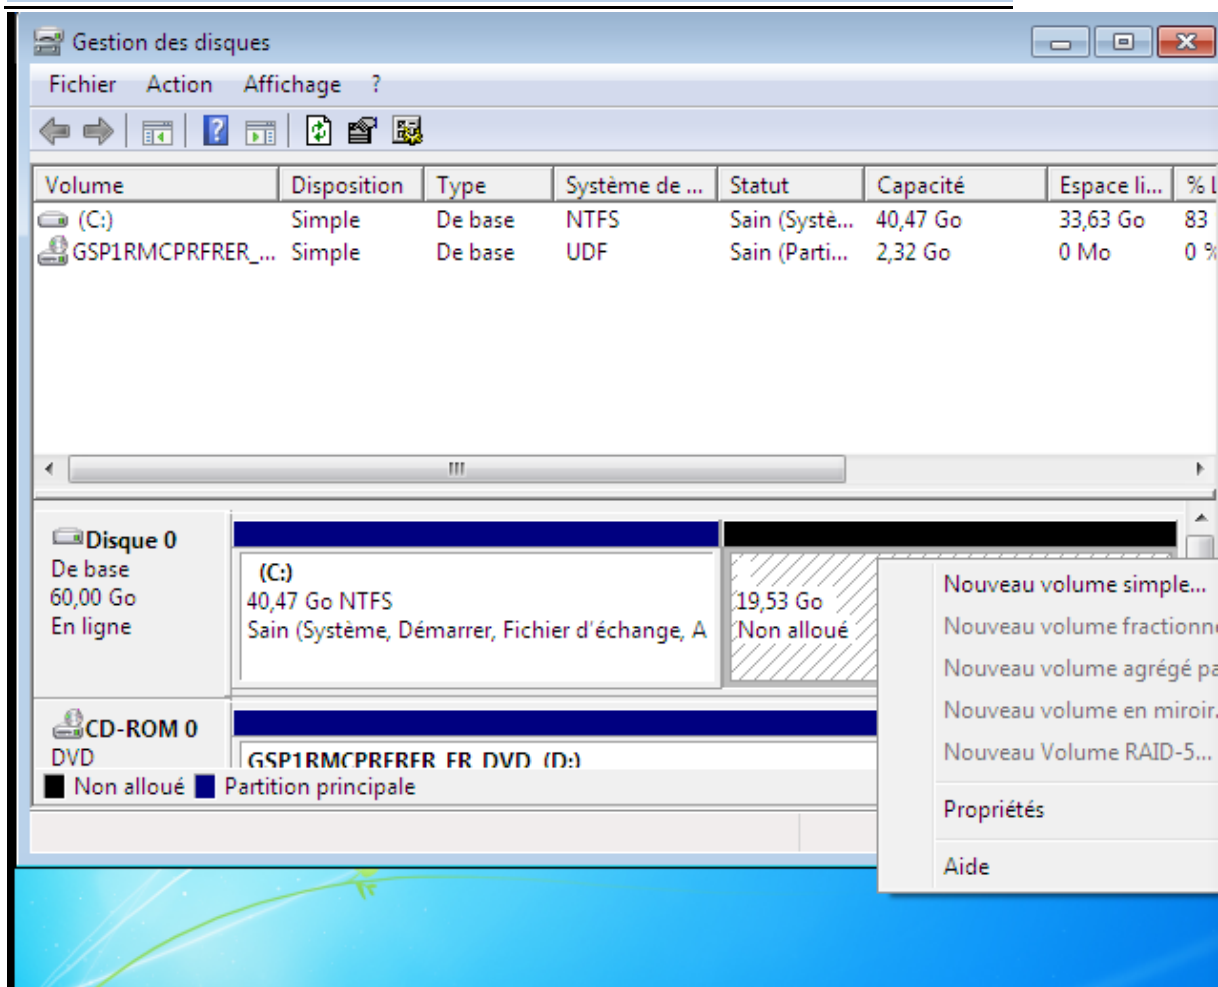 Gestion des disques
Fichier Action Affichage ?
Volume Disposition Type Système de ... Statut Capacité Espace li... % L
(C:) Simple De base NTFS Sain (Systè... 40,47 Go 33,63 Go 83
GSP1RMCPRFRER_... Simple De base UDF Sain (Parti... 2,32 Go 0 Mo 0 %
Disque 0
De base
60,00 Go
En ligne
(C:)
40,47 Go NTFS
Sain (Système, Démarrer, Fichier d'échange, A
19,53 Go
Non alloué
Nouveau volume simple...
Nouveau volume fractionné
Nouveau volume agrégé pa
Nouveau volume en miroir.
Nouveau Volume RAID-5...
Propriétés
Aide
CD-ROM 0
DVD
GSP1RMCPRFRER_FR_DVD (D:)
Non alloué Partition principale